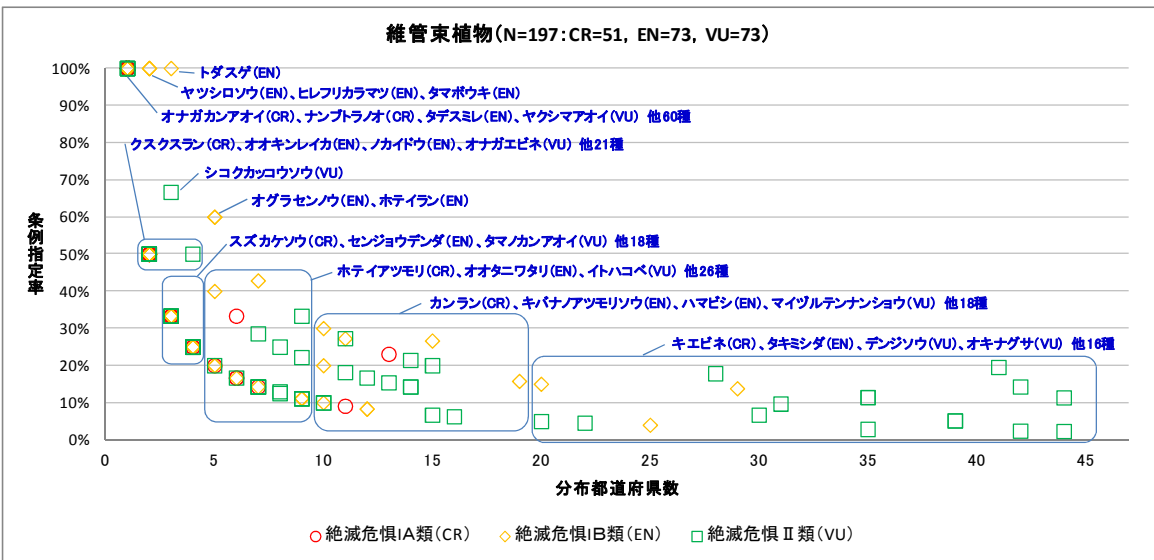 維管束植物(N=197:CR=51, EN=73, VU=73)
条例指定率
100%
90%
80%
70%
60%
50%
40%
30%
20%
10%
0%
トダスゲ(EN)
ヤツシロソウ(EN)、ヒレフリカラマツ(EN)、タマボウキ(EN)
オナガカンアオイ(CR)、ナンブトラノオ(CR)、タデスミレ(EN)、ヤクシマアオイ(VU) 他60種
クスクスラン(CR)、オオキンレイカ(EN)、ノカイドウ(EN)、オナガエビネ(VU) 他21種
シコクカッコウソウ(VU)
オグラセンノウ(EN)、ホテイラン(EN)
スズカケソウ(CR)、センジョウデンダ(EN)、タマノカンアオイ(VU) 他18種
ホテイアツモリ(CR)、オオタニワタリ(EN)、イトハコベ(VU) 他26種
カンラン(CR)、キバナノアツモリソウ(EN)、ハマビシ(EN)、マイヅルテンナンショウ(VU) 他18種
キエビネ(CR)、タキミシダ(EN)、デンジソウ(VU)、オキナグサ(VU) 他16種
0 5 10 15 20 25 30 35 40 45
分布都道府県数
絶滅危惧IA類(CR) 絶滅危惧IB類(EN) 絶滅危惧Ⅱ類(VU)